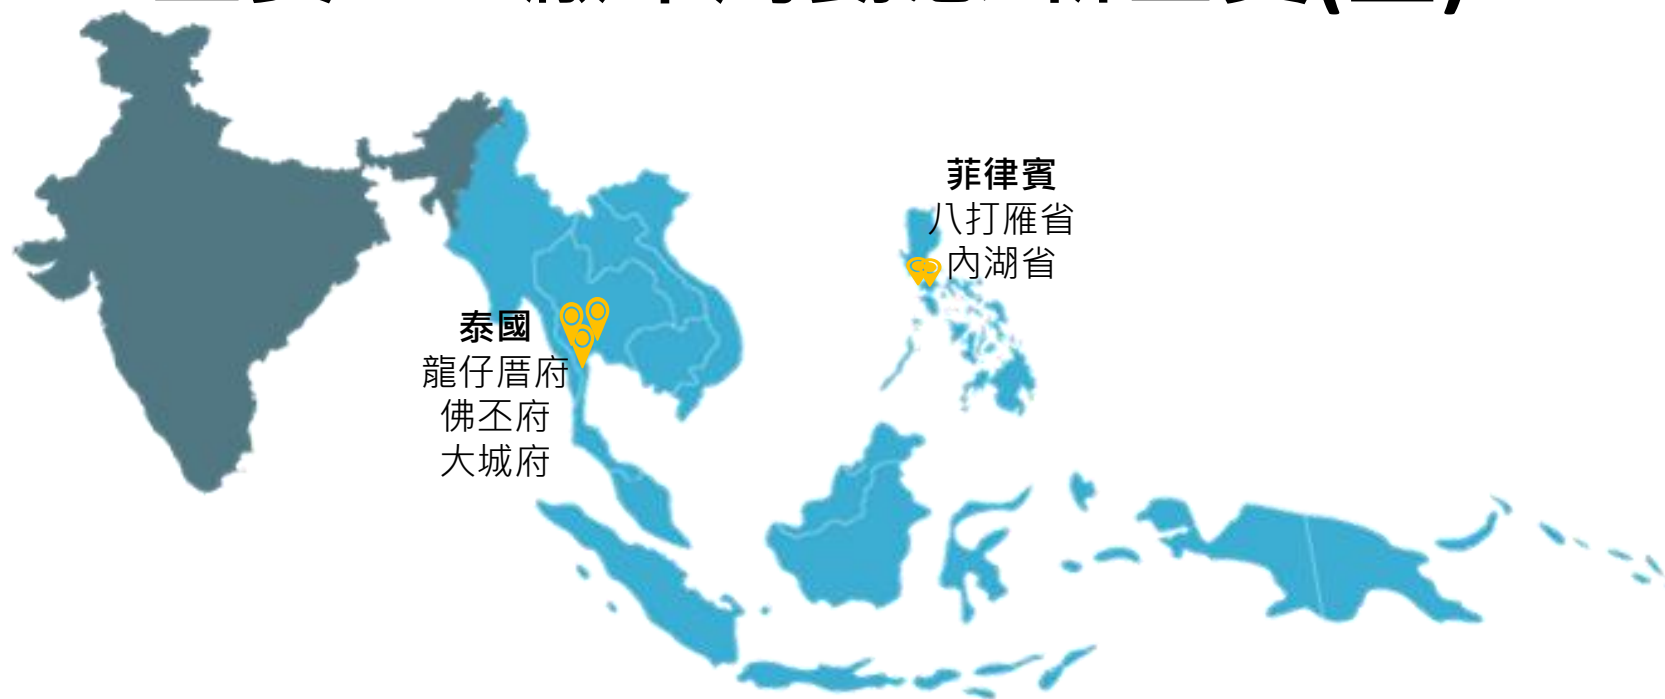 泰國
龍仔厝府
佛丕府
大城府
菲律賓
八打雁省
內湖省